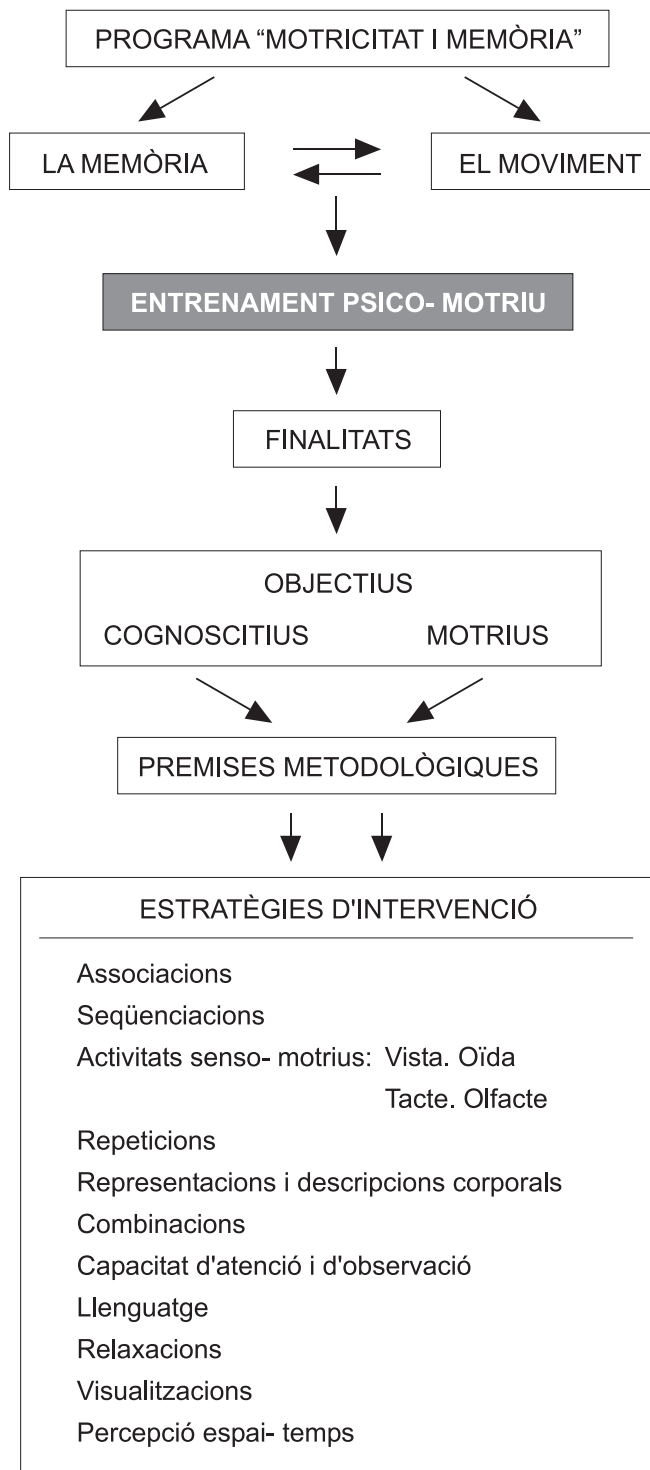 PROGRAMA “MOTRICITAT I MEMÒRIA”
LA MEMÒRIA
EL MOVIMENT
ENTRENAMENT PSICO- MOTRIU
FINALITATS
OBJECTIUS
COGNOSCITIUS MOTRIUS
PREMISES METODOLÒGIQUES
ESTRATÈGIES D'INTERVENCIÓ
Associacions
Seqüenciacions
Activitats senso- motrius: Vista. Oïda
Tacte. Olfacte
Repeticions
Representacions i descripcions corporals
Combinacions
Capacitat d'atenció i d'observació
Llenguatge
Relaxacions
Visualitzacions
Percepció espai- temps